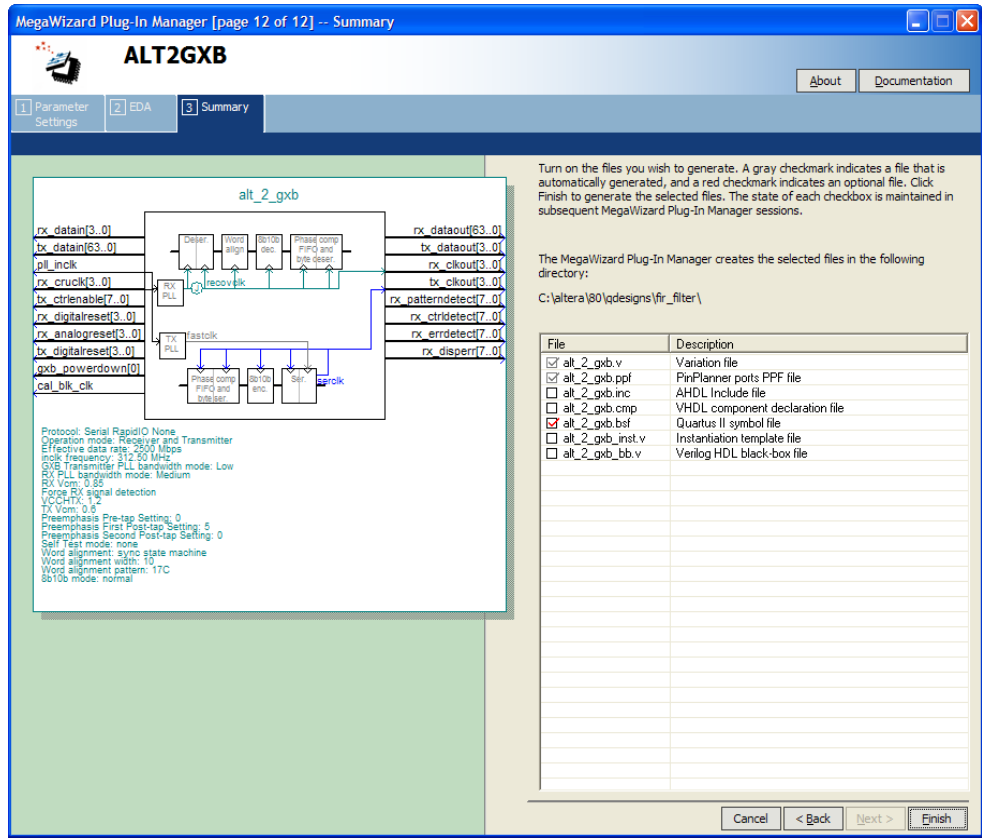 MegaWizard Plug-In Manager [page 12 of 12] -- Summary
ALT2GXB
About
Documentation
1 Parameter Settings
2 EDA
3 Summary
alt_2_gxb
rx_datain[3..0]
tx_datain[63..0]
pll_inclk
rx_cruclk[3..0]
tx_ctrlenable[7..0]
rx_digitalreset[3..0]
rx_analogreset[3..0]
tx_digitalreset[3..0]
gxb_powerdown[0]
cal_blk_clk
Deser.
Word
align
8b10b
dec.
Phase comp
FIFO and
byte deser.
RX
PLL
recovclk
TX
PLL
fastclk
Phase comp
FIFO and
byte ser.
8b10b
enc.
Ser.
serclk
rx_dataout[63..0]
tx_dataout[3..0]
rx_clkout[3..0]
tx_clkout[3..0]
rx_patterndetect[7..0]
rx_ctrldetect[7..0]
rx_errdetect[7..0]
rx_disperr[7..0]
Protocol: Serial RapidIO None
Operation mode: Receiver and Transmitter
Effective data rate: 2500 Mbps
inclk frequency: 312.50 MHz
GXB Transmitter PLL bandwidth mode: Low
RX PLL bandwidth mode: Medium
RX Vcm: 0.85
Force RX signal detection
VCCHTX: 1.2
TX Vcm: 0.6
Preemphasis Pre-tap Setting: 0
Preemphasis First Post-tap Setting: 5
Preemphasis Second Post-tap Setting: 0
Self Test mode: none
Word alignment: sync state machine
Word alignment width: 10
Word alignment pattern: 17C
8b10b mode: normal
Turn on the files you wish to generate. A gray checkmark indicates a file that is
automatically generated, and a red checkmark indicates an optional file. Click
Finish to generate the selected files. The state of each checkbox is maintained in
subsequent MegaWizard Plug-In Manager sessions.
The MegaWizard Plug-In Manager creates the selected files in the following
directory:
C:\altera\80\qdesigns\fir_filter\
File Description
alt_2_gxb.v Variation file
alt_2_gxb.ppf PinPlanner ports PPF file
alt_2_gxb.inc AHDL Include file
alt_2_gxb.cmp VHDL component declaration file
alt_2_gxb.bsf Quartus II symbol file
alt_2_gxb_inst.v Instantiation template file
alt_2_gxb_bb.v Verilog HDL black-box file
Cancel
< Back
Next >
Finish